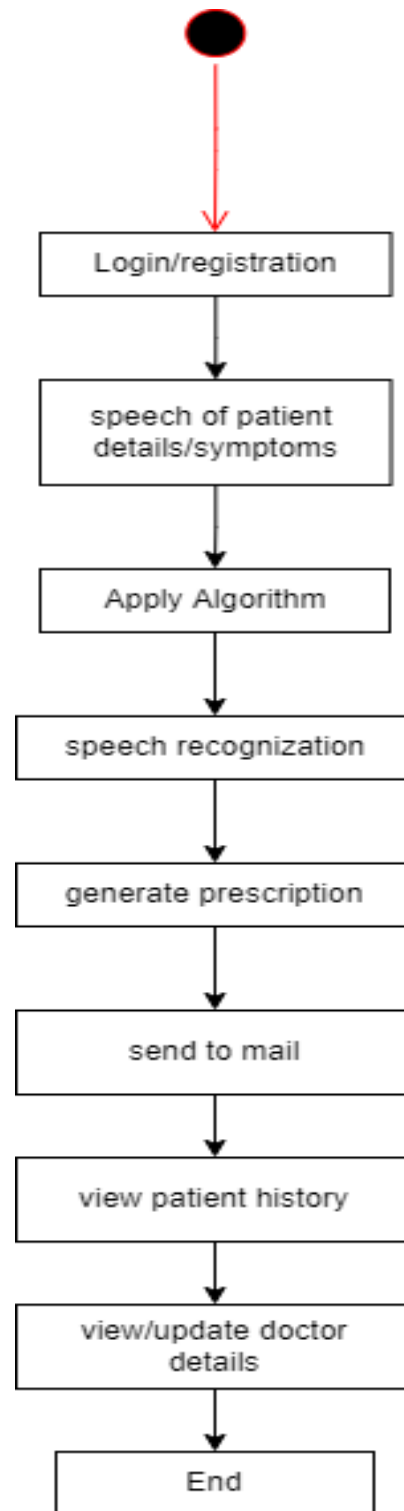 Login/registration
speech of patient
details/symptoms
Apply Algorithm
speech recognization
generate prescription
send to mail
view patient history
view/update doctor
details
End